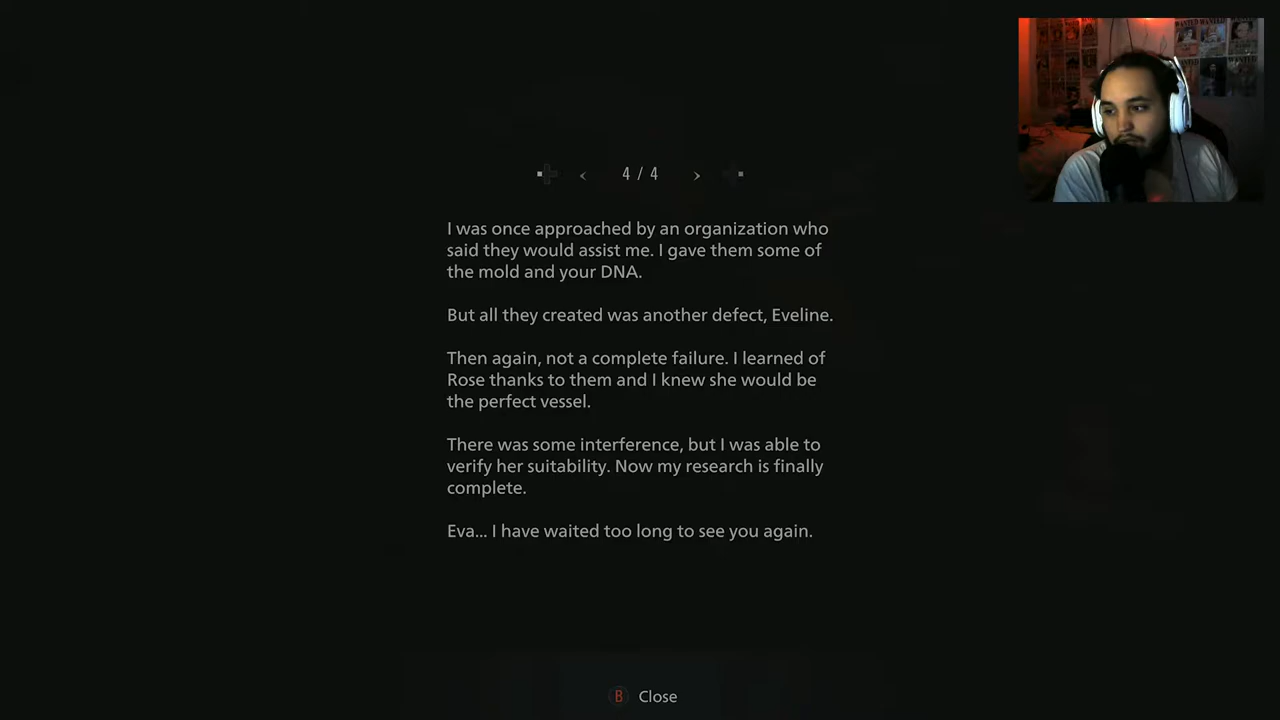 4 / 4
I was once approached by an organization who
said they would assist me. I gave them some of
the mold and your DNA.
But all they created was another defect, Eveline.
Then again, not a complete failure. I learned of
Rose thanks to them and I knew she would be
the perfect vessel.
There was some interference, but I was able to
verify her suitability. Now my research is finally
complete.
Eva... I have waited too long to see you again.
B Close